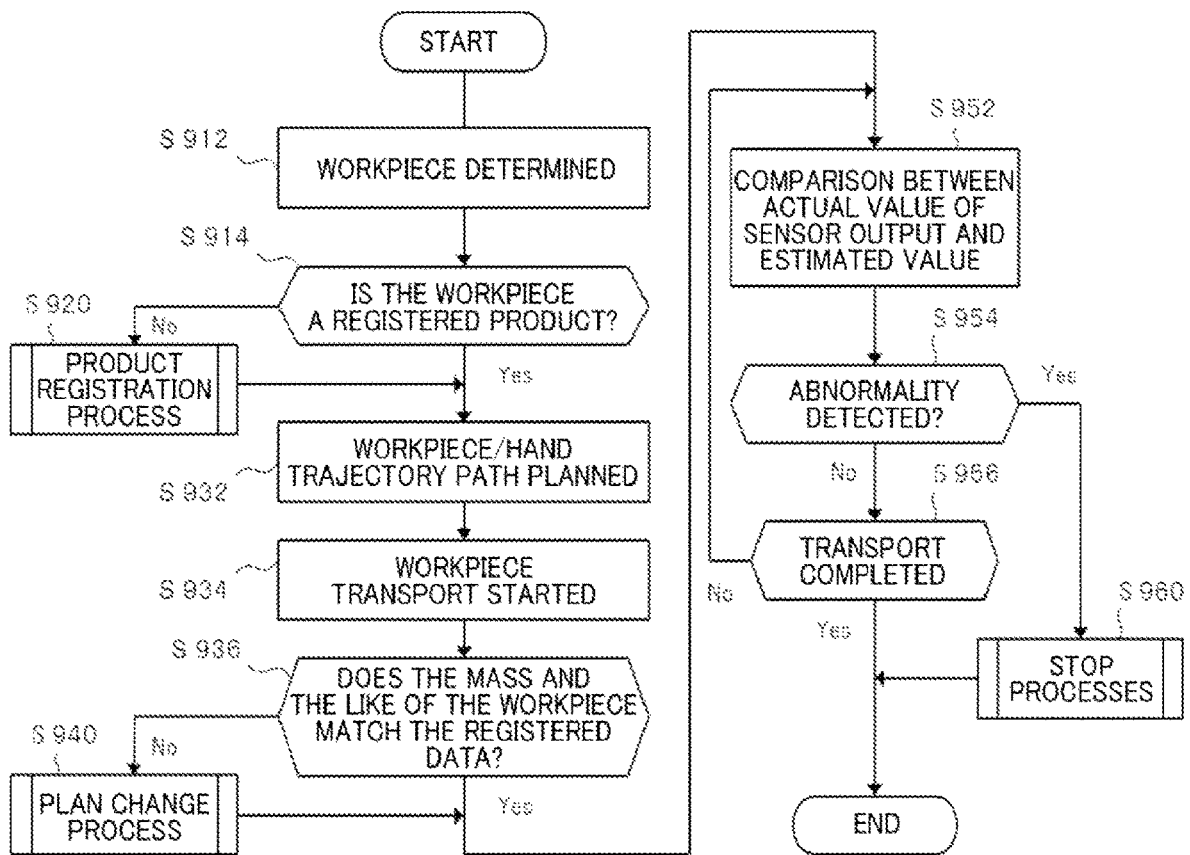 START
S 912
WORKPIECE DETERMINED
S 914
IS THE WORKPIECE
A REGISTERED PRODUCT?
S 920
No
PRODUCT
REGISTRATION
PROCESS
Yes
WORKPIECE/HAND
TRAJECTORY PATH PLANNED
S 932
WORKPIECE
TRANSPORT STARTED
S 934
S 936
DOES THE MASS AND
THE LIKE OF THE WORKPIECE
MATCH THE REGISTERED
DATA?
S 940
No
PLAN CHANGE
PROCESS
Yes
S 952
COMPARISON BETWEEN
ACTUAL VALUE OF
SENSOR OUTPUT AND
ESTIMATED VALUE
S 954
ABNORMALITY
DETECTED?
Yes
No
S 956
TRANSPORT
COMPLETED
No
Yes
S 960
STOP
PROCESSES
END